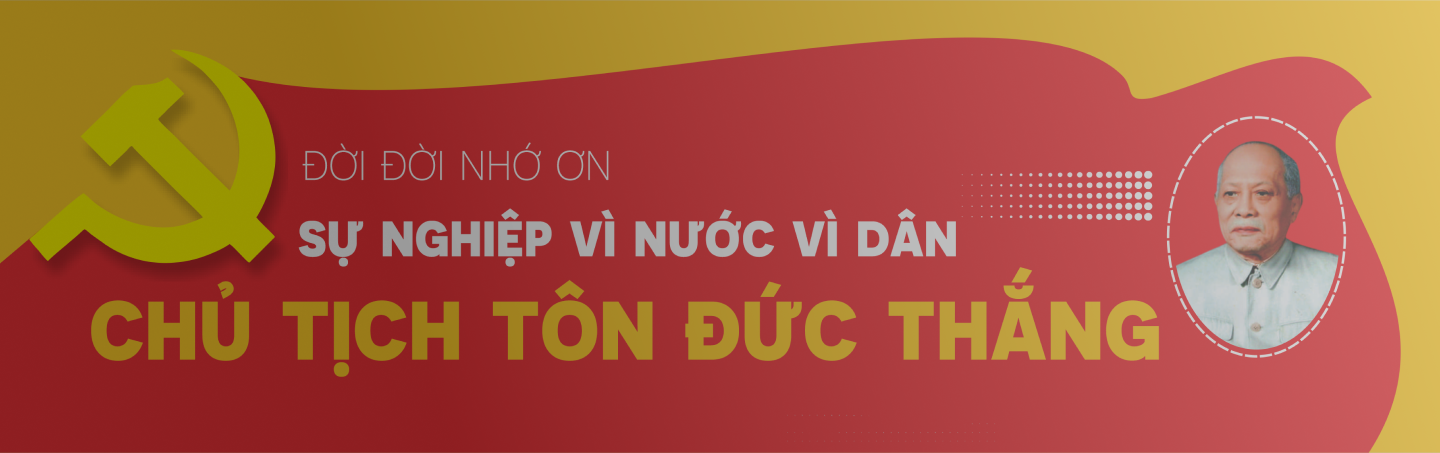 ĐỜI ĐỜI NHỚ ƠN
SỰ NGHIỆP VÌ NƯỚC VÌ DÂN
CHỦ TỊCH TÔN ĐỨC THẮNG